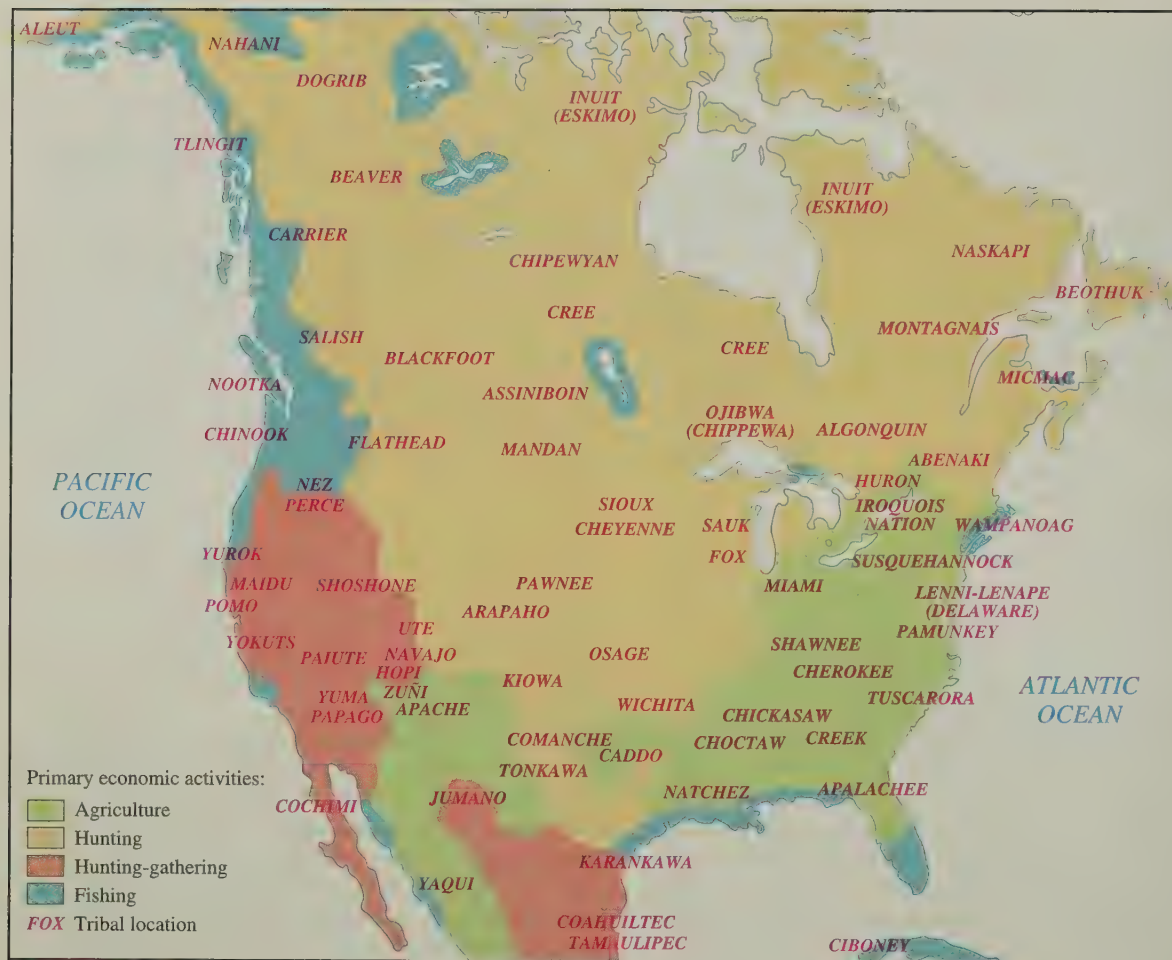 ALEUT
NAHANI
DOGRIB
INUIT
(ESKIMO)
TLINGIT
BEAVER
INUIT
(ESKIMO)
CARRIER
CHIPEWYAN
NASKAPI
BEOTHUK
CREE
MONTAGNAIS
SALISH
BLACKFOOT
CREE
NOOTKA
ASSINIBOIN
MICMAC
OJIBWA
(CHIPPEWA)
ALGONQUIN
CHINOOK
FLATHEAD
MANDAN
ABENAKI
PACIFIC
OCEAN
NEZ
PERCE
HURON
SIOUX
CHEYENNE
SAUK
IROQUOIS
NATION
WAMPANOAG
YUROK
FOX
SUSQUEHANNOCK
MAIDU
SHOSHONE
PAWNEE
MIAMI
LENNI-LENAPE
(DELAWARE)
POMO
ARAPAHO
PAMUNKEY
UTE
YOKUTS
PAIUTE
NAVAJO
OSAGE
SHAWNEE
HOPI
CHEROKEE
ZUÑI
KIOWA
YUMA
PAPAGO
APACHE
WICHITA
TUSCARORA
ATLANTIC
OCEAN
CHICKASAW
COMANCHE
CADDO
CHOCTAW
CREEK
TONKAWA
Primary economic activities:
Agriculture
Hunting
Hunting-gathering
Fishing
FOX Tribal location
COCHIMI
JUMANO
NATCHEZ
APALACHEE
KARANKAWA
YAQUI
COAHUILTEC
TAMAULIPEC
CIBONEY